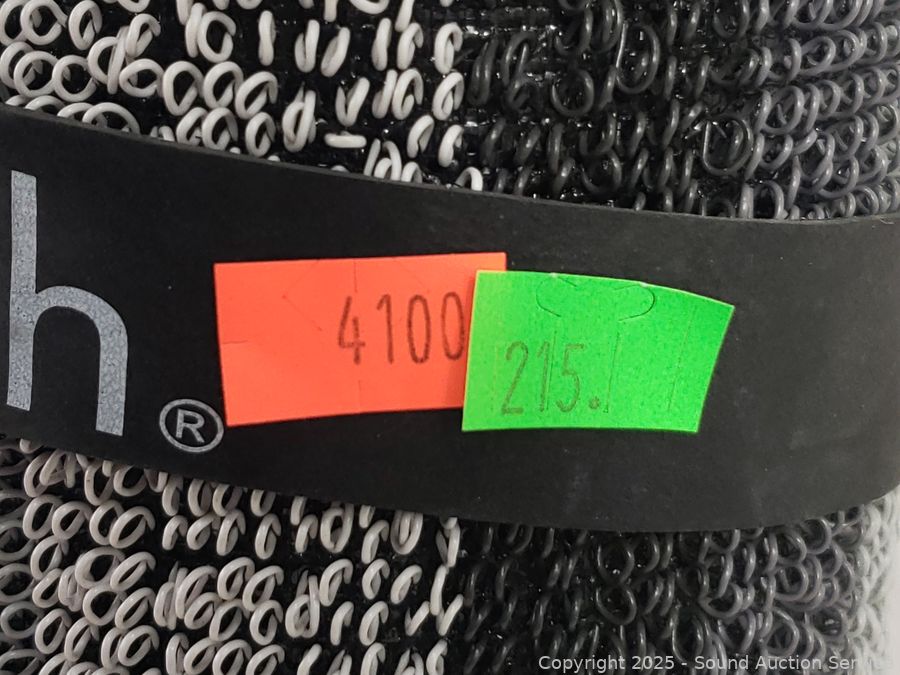 h®
4100
215.
Copyright 2025 - Sound Auction Service